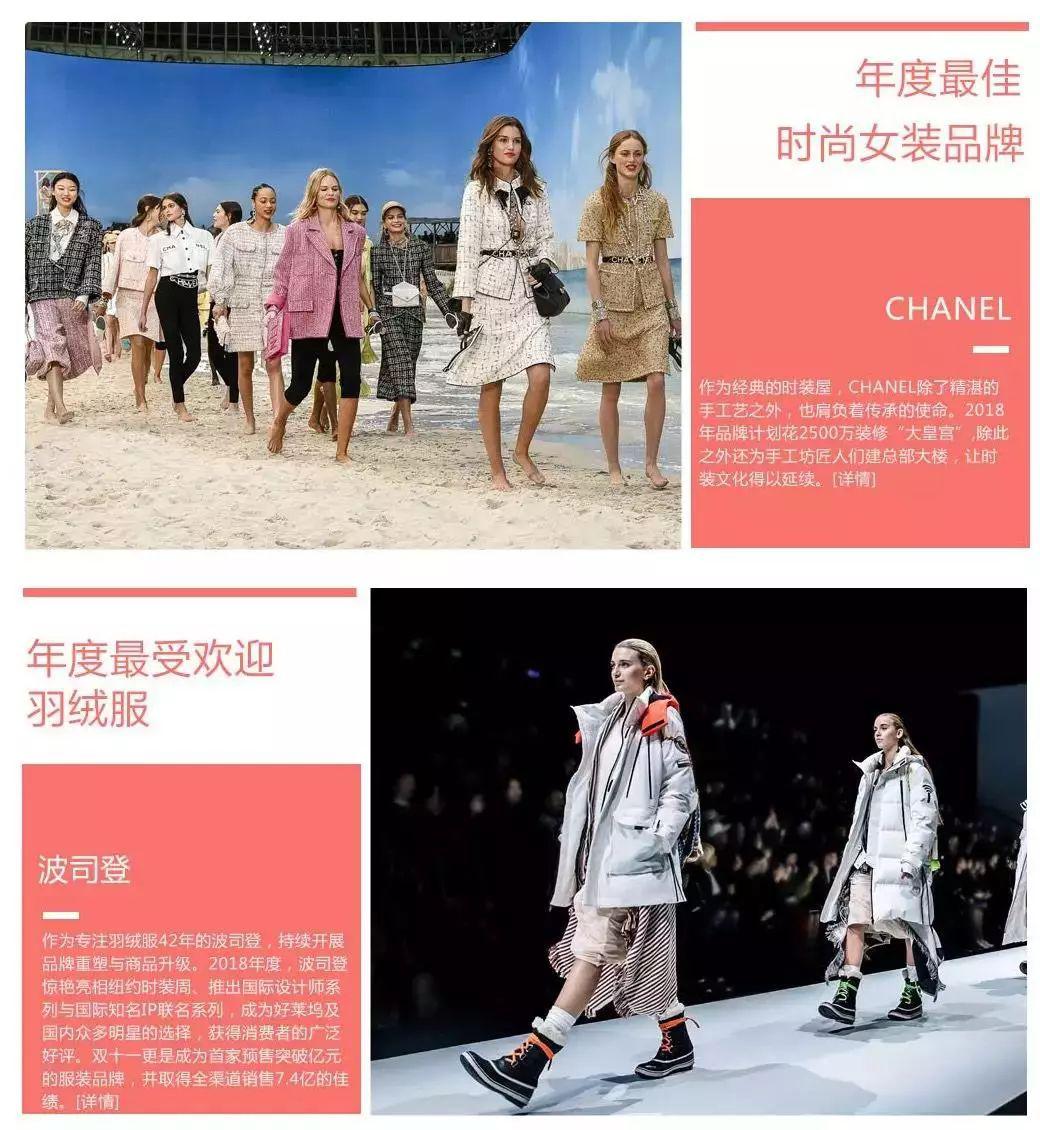 年度最佳
时尚女装品牌
CHANEL
作为经典的时装屋，CHANEL除了精湛的
手工艺之外，也肩负着传承的使命。2018
年品牌计划花2500万装修“大皇宫”,除此
之外还为手工坊匠人们建总部大楼，让时
装文化得以延续。[详情]
CHA NEL
CHANEL
CHANEL
年度最受欢迎
羽绒服
波司登
作为专注羽绒服42年的波司登，持续开展
品牌重塑与商品升级。2018年度，波司登
惊艳亮相纽约时装周、推出国际设计师系
列与国际知名IP联名系列，成为好莱坞及
国内众多明星的选择，获得消费者的广泛
好评。双十一更是成为首家预售突破亿元
的服装品牌，并取得全渠道销售7.4亿的佳
绩。[详情]